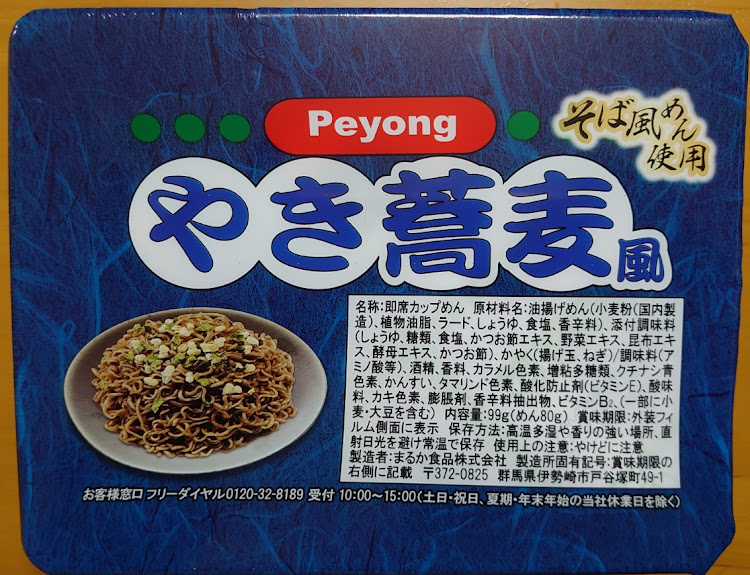 Peyong
そば風めん
使用
やき蕎麦風
名称:即席カップめん 原材料名:油揚げめん(小麦粉(国内製
造)、植物油脂、ラード、しょうゆ、食塩、香辛料)、添付調味料
(しょうゆ、糖類、食塩、かつお節エキス、野菜エキス、昆布エキ
ス、酵母エキス、かつお節)、かやく(揚げ玉、ねぎ)/調味料(ア
ミノ酸等)、酒精、香料、カラメル色素、増粘多糖類、クチナシ青
色素、かんすい、タマリンド色素、酸化防止剤(ビタミンE)、酸味
料、カキ色素、膨脹剤、香辛料抽出物、ビタミンB₂、(一部に小
麦・大豆を含む) 内容量:99g(めん80g) 賞味期限:外装フィ
ルム側面に表示 保存方法:高温多湿や香りの強い場所、直
射日光を避け常温で保存 使用上の注意:やけどに注意
製造者:まるか食品株式会社 製造所固有記号:賞味期限の
右側に記載 〒372-0825 群馬県伊勢崎市戸谷塚町49-1
お客様窓口 フリーダイヤル0120-32-8189 受付 10:00〜15:00(土日・祝日、夏期・年末年始の当社休業日を除く)